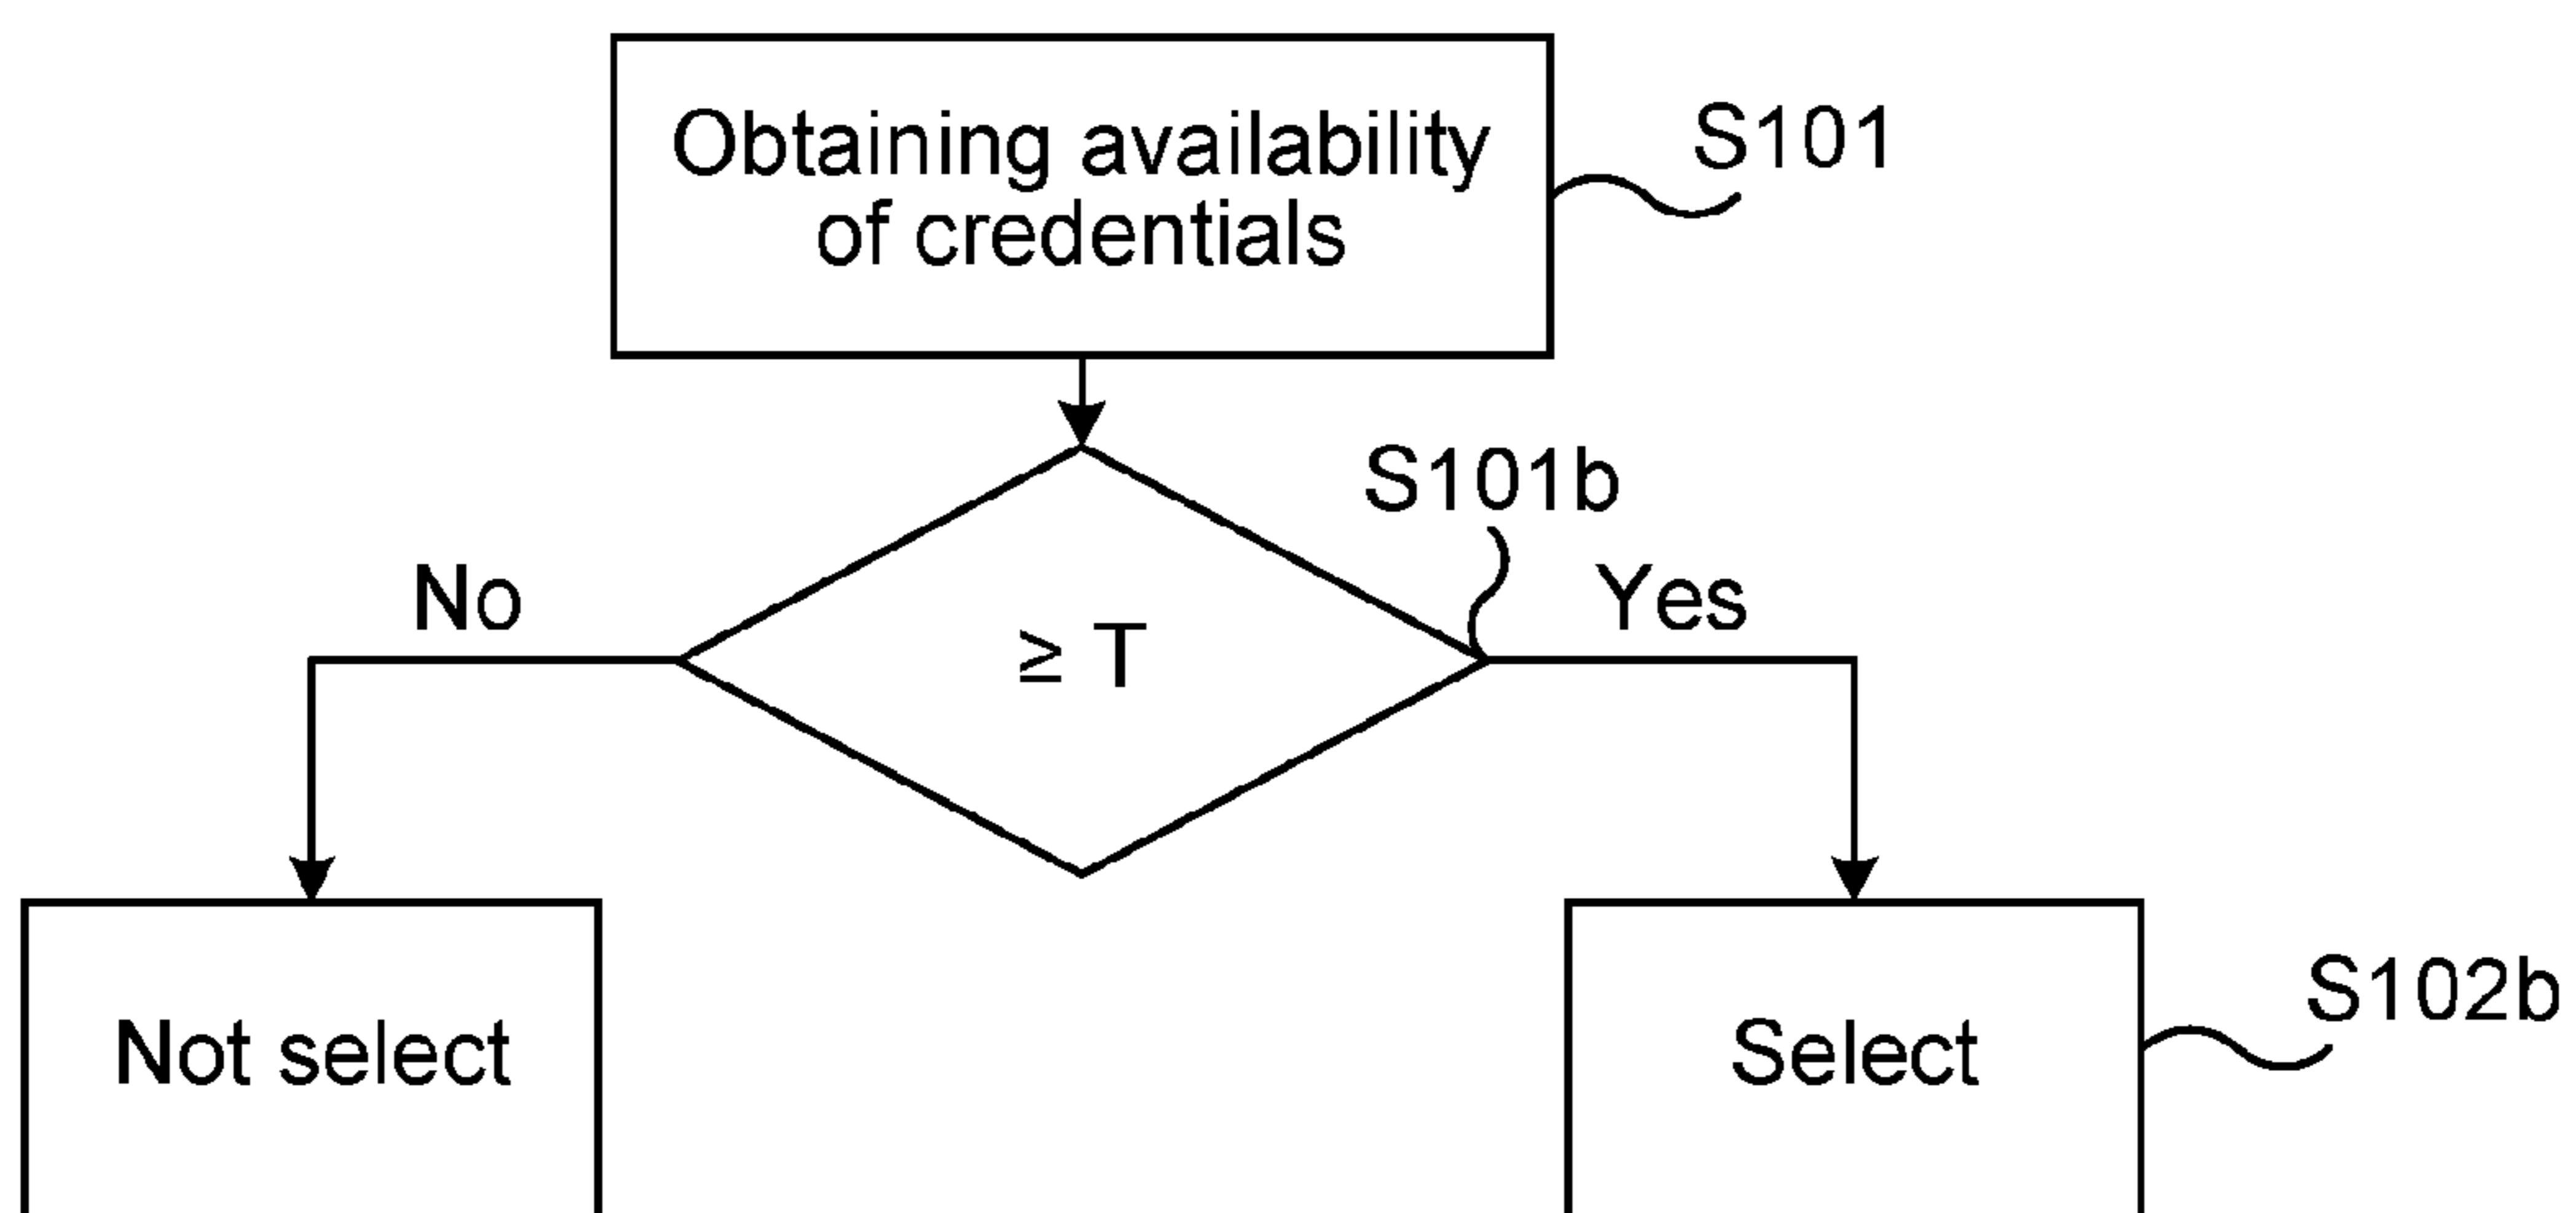 Obtaining availability
of credentials
S101
S101b
No
Yes
≥ T
Not select
Select
S102b